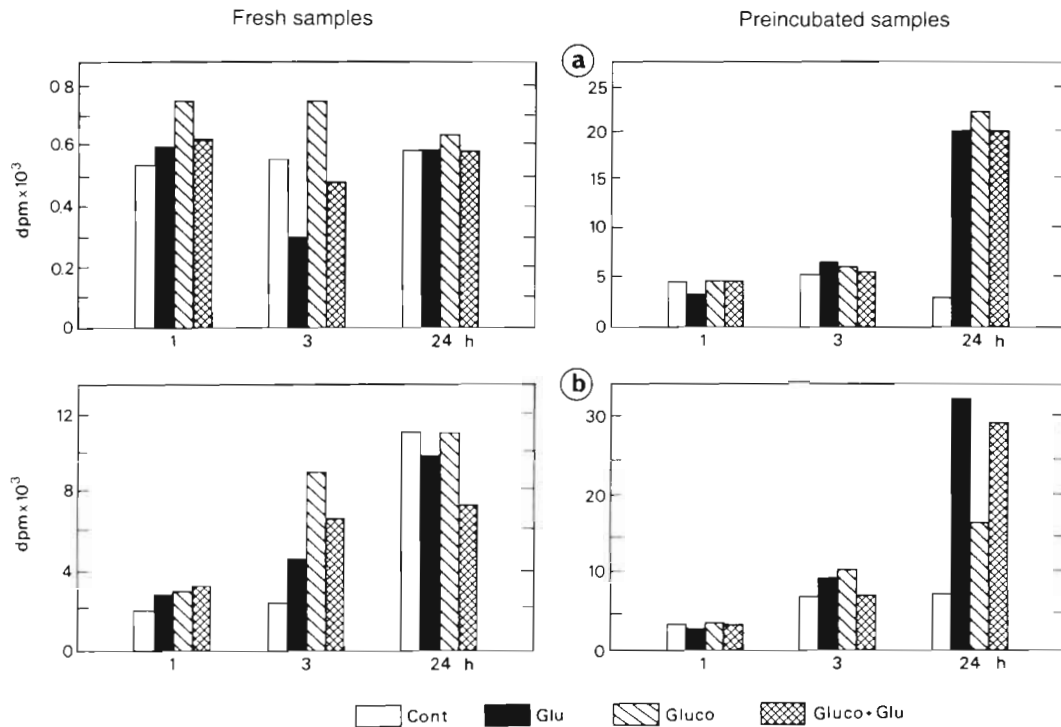 Fresh samples
Preincubated samples
a
dpm × 10³
0.8
0.6
0.4
0.2
0
1
3
24 h
25
20
15
10
5
0
1
3
24 h
b
dpm × 10³
12
8
4
0
1
3
24 h
30
20
10
0
1
3
24 h
Cont
Glu
Gluco
Gluco+Glu